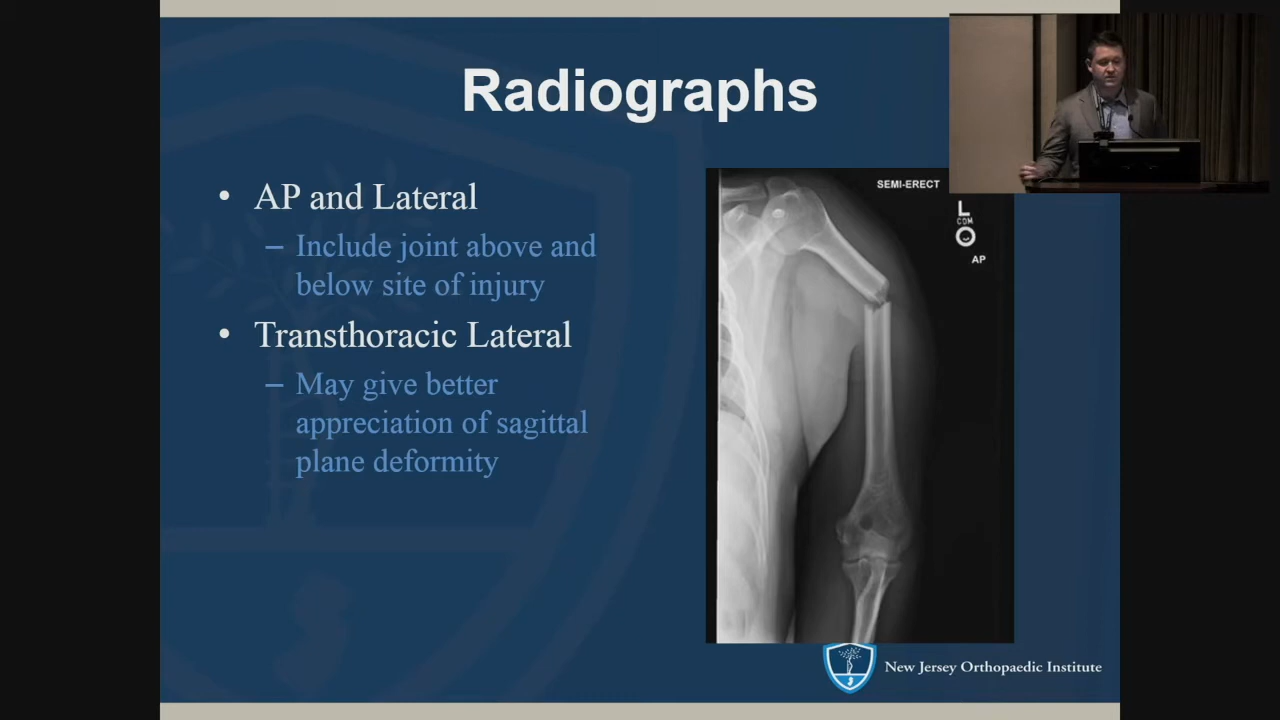 Radiographs
• AP and Lateral
– Include joint above and
below site of injury
• Transthoracic Lateral
– May give better
appreciation of sagittal
plane deformity
SEMI-ERECT
L
COM
AP
New Jersey Orthopaedic Institute